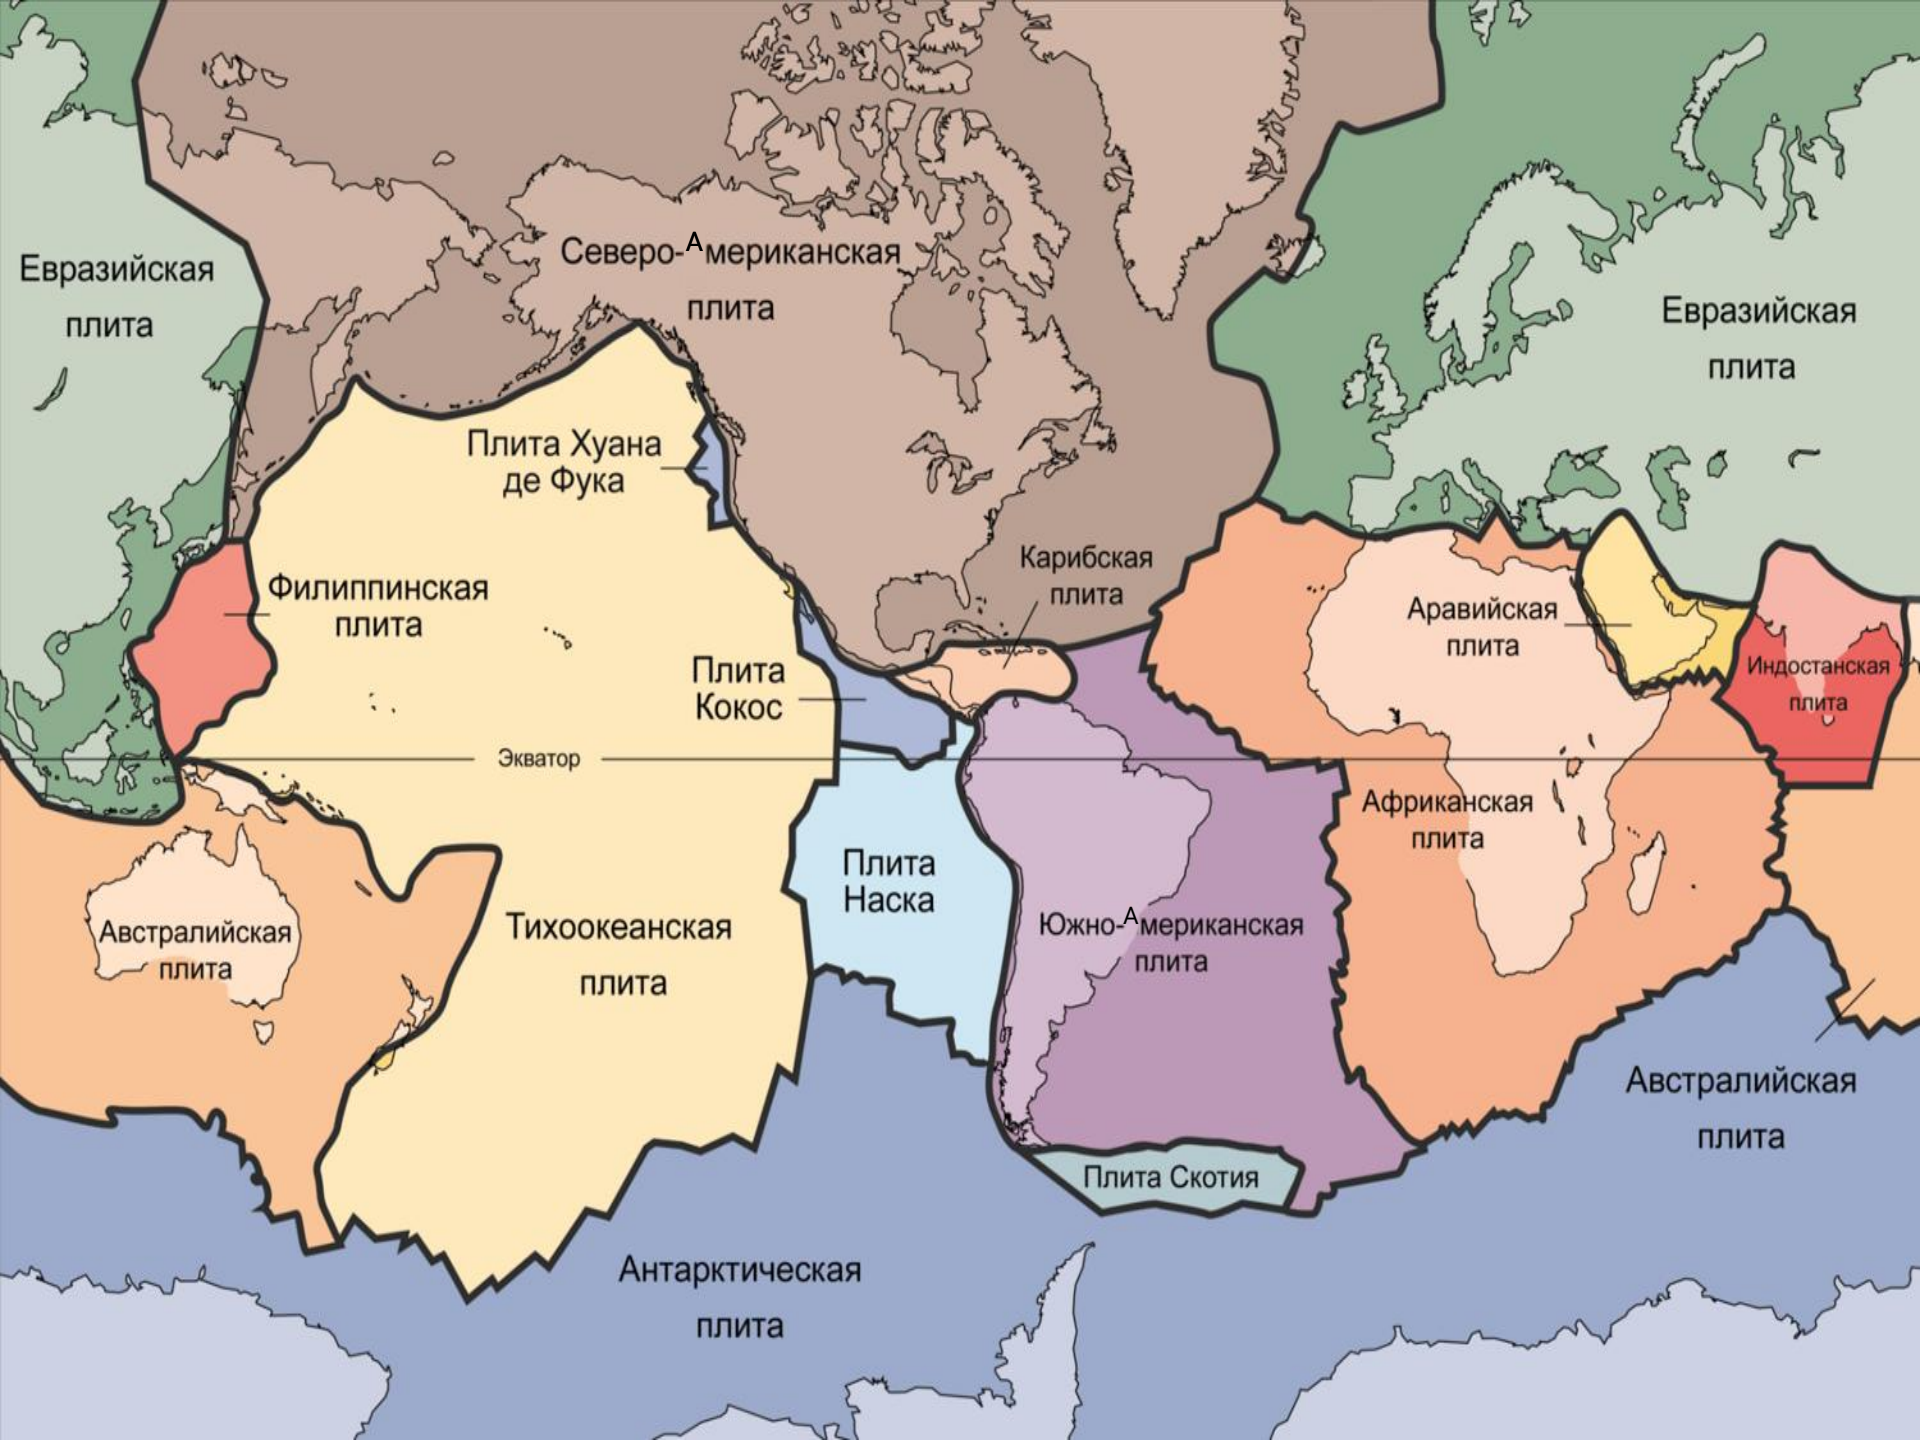 Северо-Американская
плита
Евразийская
плита
Евразийская
плита
Плита Хуана
де Фука
Карибская
плита
Филиппинская
плита
Аравийская
плита
Плита
Кокос
Индостанская
плита
Экватор
Африканская
плита
Плита
Наска
Австралийская
плита
Тихоокеанская
плита
Южно-Американская
плита
Австралийская
плита
Плита Скотия
Антарктическая
плита